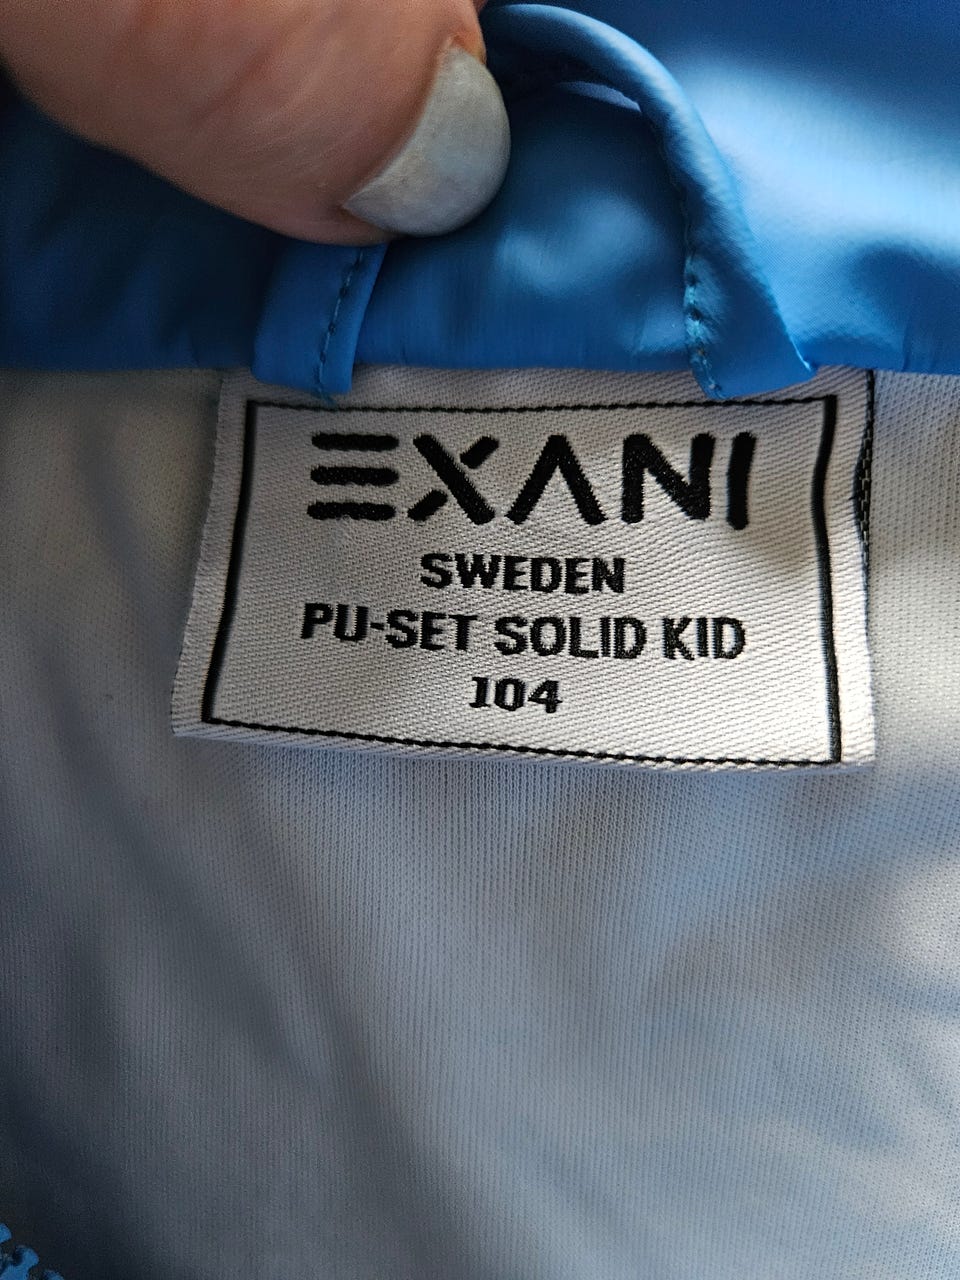 EXANI
SWEDEN
PU-SET SOLID KID
104